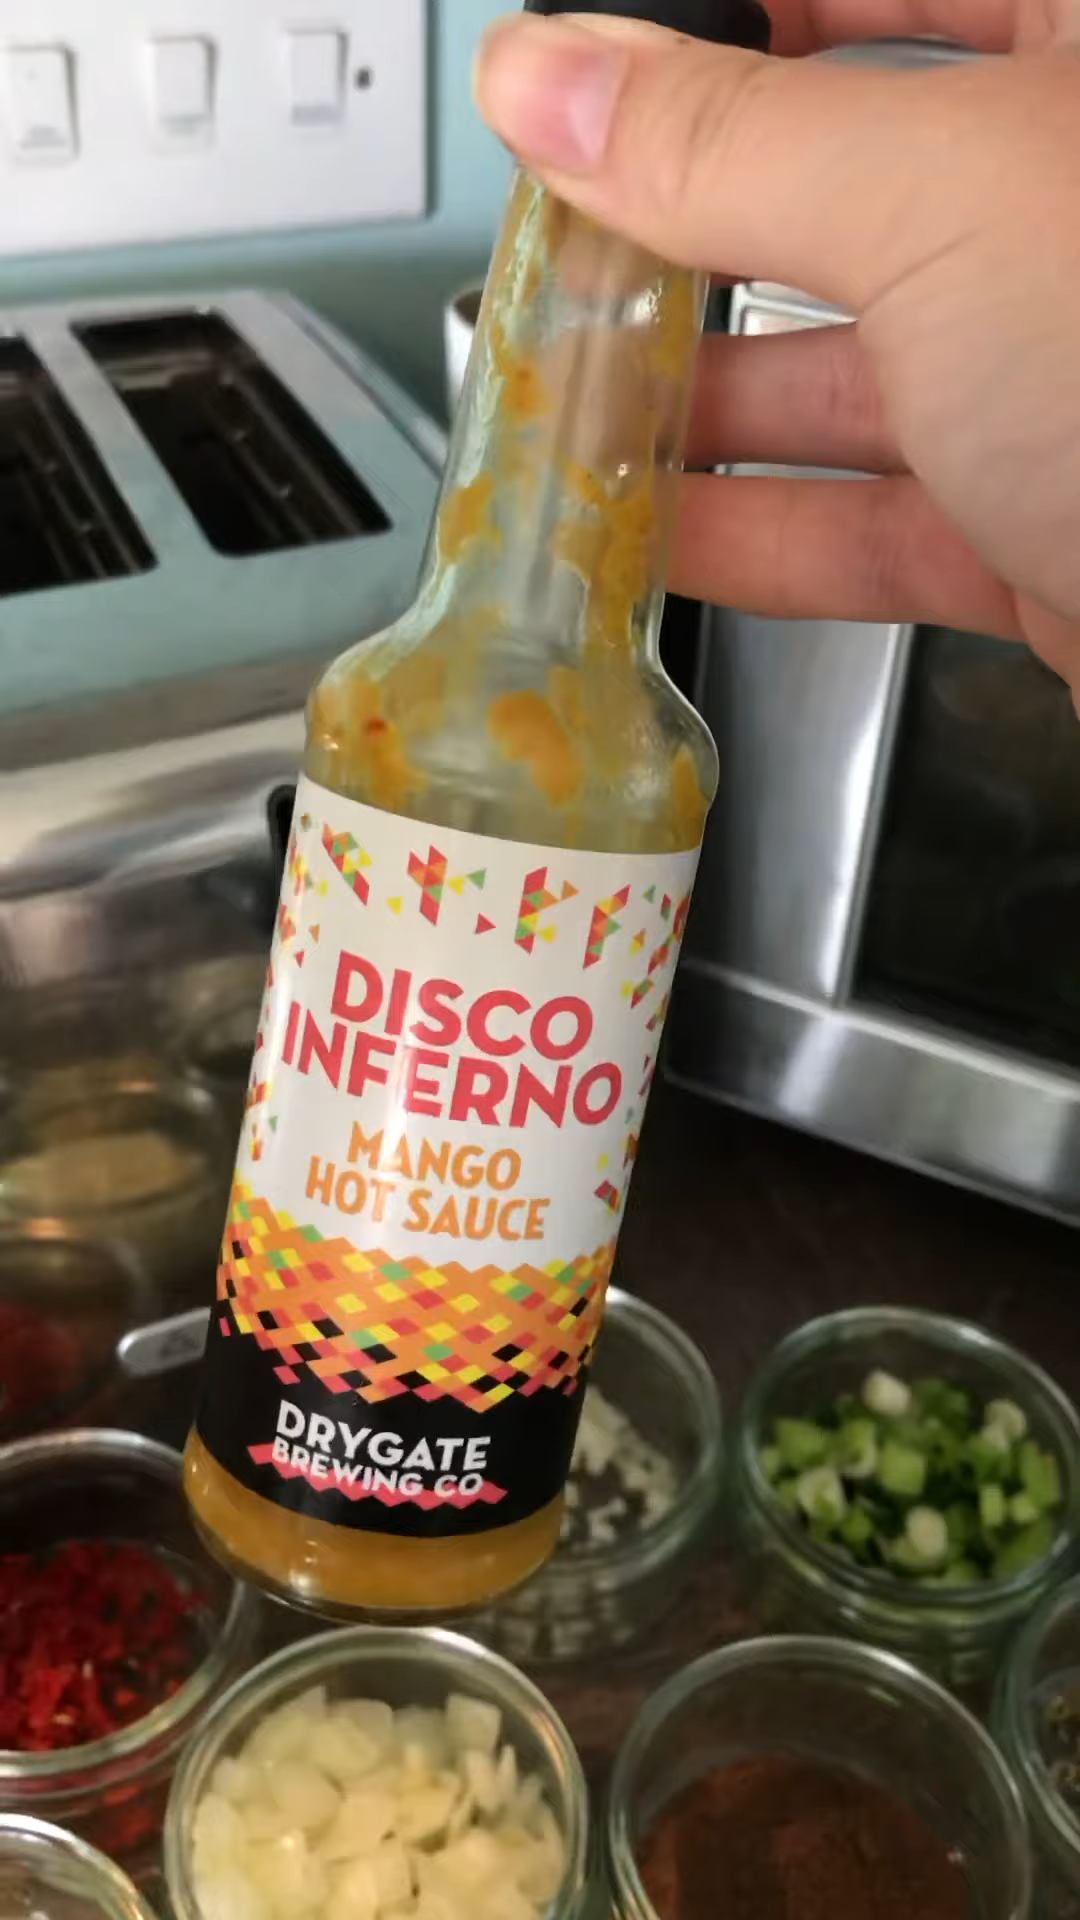 DISCO
INFERNO
MANGO
HOT SAUCE
DRYGATE
BREWING CO